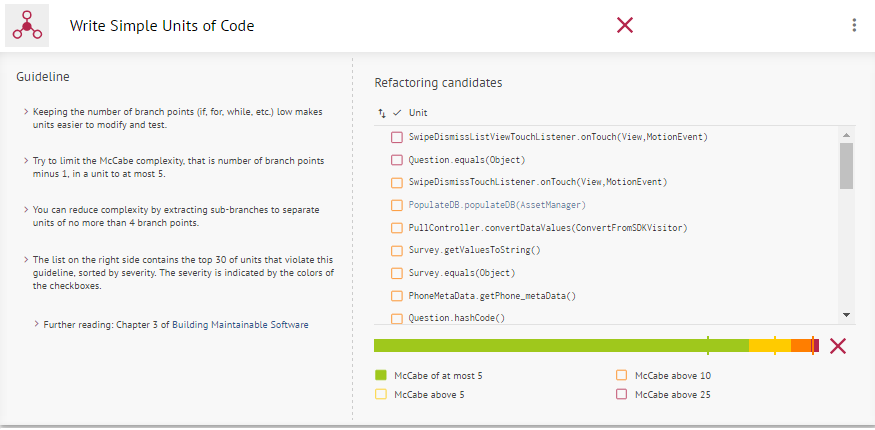 Write Simple Units of Code
Guideline
Keeping the number of branch points (if, for, while, etc.) low makes
units easier to modify and test.
Try to limit the McCabe complexity, that is number of branch points
minus 1, in a unit to at most 5.
You can reduce complexity by extracting sub-branches to separate
units of no more than 4 branch points.
The list on the right side contains the top 30 of units that violate this
guideline, sorted by severity. The severity is indicated by the colors of
the checkboxes.
Further reading: Chapter 3 of Building Maintainable Software
Refactoring candidates
Unit
SwipeDismissListViewTouchListener.onTouch(View,MotionEvent)
Question.equals(Object)
SwipeDismissTouchListener.onTouch(View,MotionEvent)
PopulateDB.populateDB(AssetManager)
PullController.convertDataValues(ConvertFromSDKVisitor)
Survey.getValuesToString()
Survey.equals(Object)
PhoneMetaData.getPhone_metaData()
Question.hashCode()
McCabe of at most 5
McCabe above 5
McCabe above 10
McCabe above 25